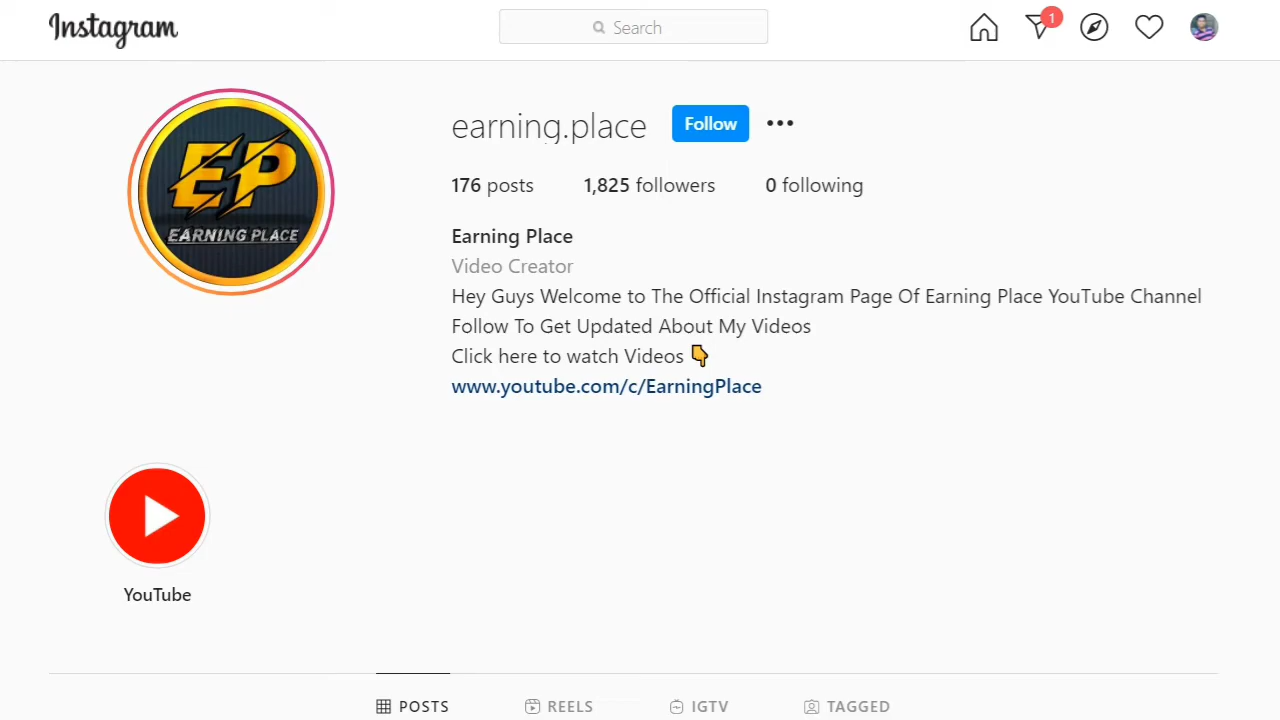 Instagram
Search
1
EP
EARNING PLACE
earning.place
Follow
176 posts 1,825 followers 0 following
Earning Place
Video Creator
Hey Guys Welcome to The Official Instagram Page Of Earning Place YouTube Channel
Follow To Get Updated About My Videos
Click here to watch Videos 👇
www.youtube.com/c/EarningPlace
YouTube
POSTS REELS IGTV TAGGED